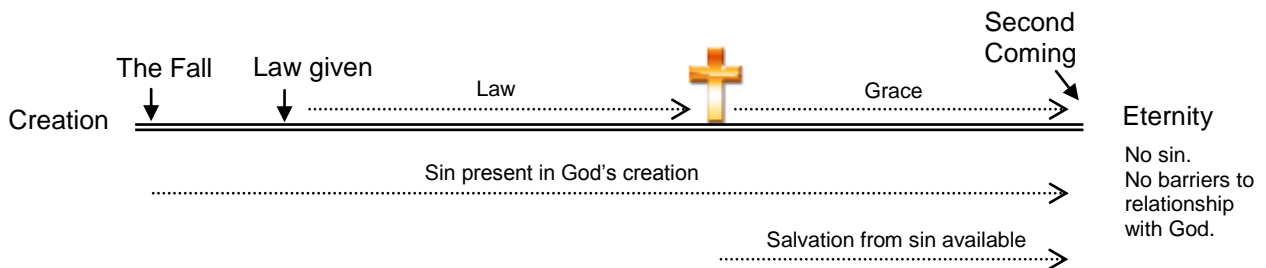 Second
Coming
The Fall
Law given
Law
Grace
Creation
Eternity
No sin.
No barriers to
relationship
with God.
Sin present in God’s creation
Salvation from sin available